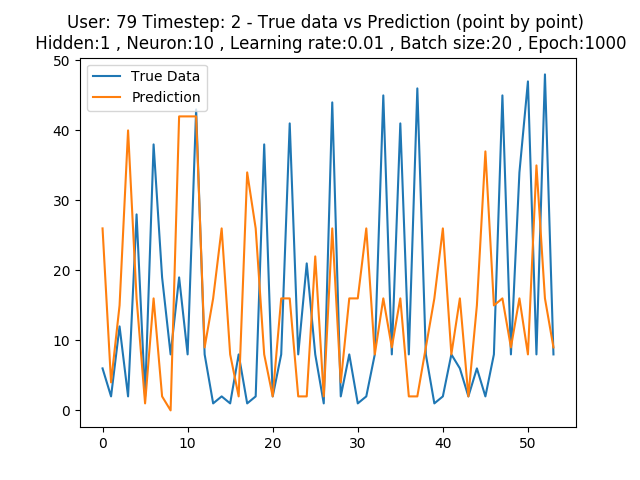 User: 79 Timestep: 2 - True data vs Prediction (point by point)
Hidden:1 , Neuron:10 , Learning rate:0.01 , Batch size:20 , Epoch:1000
True Data
Prediction
50
40
30
20
10
0
0 10 20 30 40 50